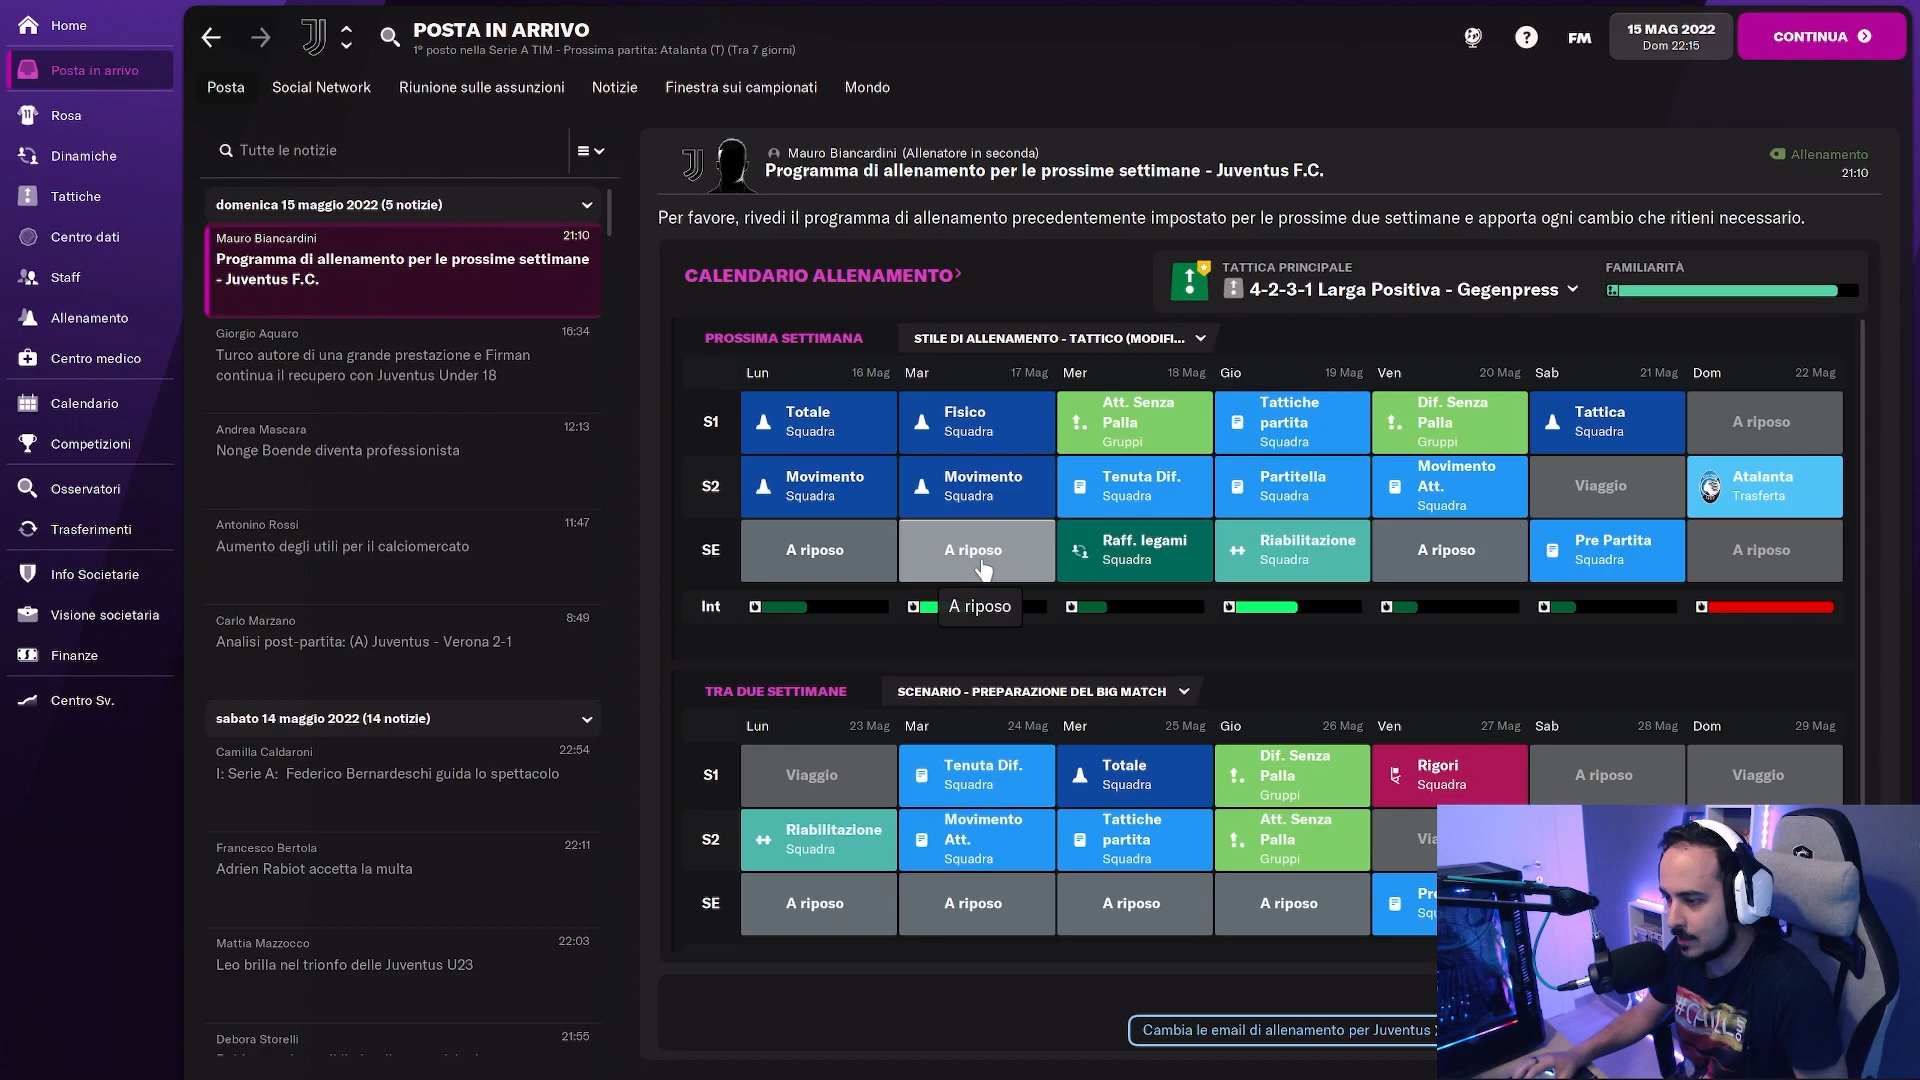 Home
Posta in arrivo
Rosa
Dinamiche
Tattiche
Centro dati
Staff
Allenamento
Centro medico
Calendario
Competizioni
Osservatori
Trasferimenti
Info Societarie
Visione societaria
Finanze
Centro Sv.
POSTA IN ARRIVO
1° posto nella Serie A TIM - Prossima partita: Atalanta (T) (Tra 7 giorni)
FM
15 MAG 2022
Dom 22:15
CONTINUA
Posta Social Network Riunione sulle assunzioni Notizie Finestra sui campionati Mondo
Tutte le notizie
domenica 15 maggio 2022 (5 notizie)
Mauro Biancardini 21:10
Programma di allenamento per le prossime settimane
- Juventus F.C.
Giorgio Aquaro 16:34
Turco autore di una grande prestazione e Firman
continua il recupero con Juventus Under 18
Andrea Mascara 12:13
Nonge Boende diventa professionista
Antonino Rossi 11:47
Aumento degli utili per il calciomercato
Carlo Marzano 8:49
Analisi post-partita: (A) Juventus - Verona 2-1
sabato 14 maggio 2022 (14 notizie)
Camilla Caldaroni 22:54
I: Serie A: Federico Bernardeschi guida lo spettacolo
Francesco Bertola 22:11
Adrien Rabiot accetta la multa
Mattia Mazzocco 22:03
Leo brilla nel trionfo delle Juventus U23
Debora Storelli 21:55
Mauro Biancardini (Allenatore in seconda)
Programma di allenamento per le prossime settimane - Juventus F.C.
Allenamento
21:10
Per favore, rivedi il programma di allenamento precedentemente impostato per le prossime due settimane e apporta ogni cambio che ritieni necessario.
CALENDARIO ALLENAMENTO
TATTICA PRINCIPALE
4-2-3-1 Larga Positiva - Gegenpress
FAMILIARITÀ
PROSSIMA SETTIMANA STILE DI ALLENAMENTO - TATTICO (MODIFI...
Lun 16 Mag Mar 17 Mag Mer 18 Mag Gio 19 Mag Ven 20 Mag Sab 21 Mag Dom 22 Mag
S1
Totale
Squadra
Fisico
Squadra
Att. Senza
Palla
Gruppi
Tattiche
partita
Squadra
Dif. Senza
Palla
Gruppi
Tattica
Squadra
A riposo
S2
Movimento
Squadra
Movimento
Squadra
Tenuta Dif.
Squadra
Partitella
Squadra
Movimento
Att.
Squadra
Viaggio
Atalanta
Trasferta
SE
A riposo
A riposo
Raff. legami
Squadra
Riabilitazione
Squadra
A riposo
Pre Partita
Squadra
A riposo
Int
A riposo
TRA DUE SETTIMANE SCENARIO - PREPARAZIONE DEL BIG MATCH
Lun 23 Mag Mar 24 Mag Mer 25 Mag Gio 26 Mag Ven 27 Mag Sab 28 Mag Dom 29 Mag
S1
Viaggio
Tenuta Dif.
Squadra
Totale
Squadra
Dif. Senza
Palla
Gruppi
Rigori
Squadra
A riposo
Viaggio
S2
Riabilitazione
Squadra
Movimento
Att.
Squadra
Tattiche
partita
Squadra
Att. Senza
Palla
Gruppi
Via
SE
A riposo
A riposo
A riposo
A riposo
Pre
Squ
Cambia le email di allenamento per Juventus